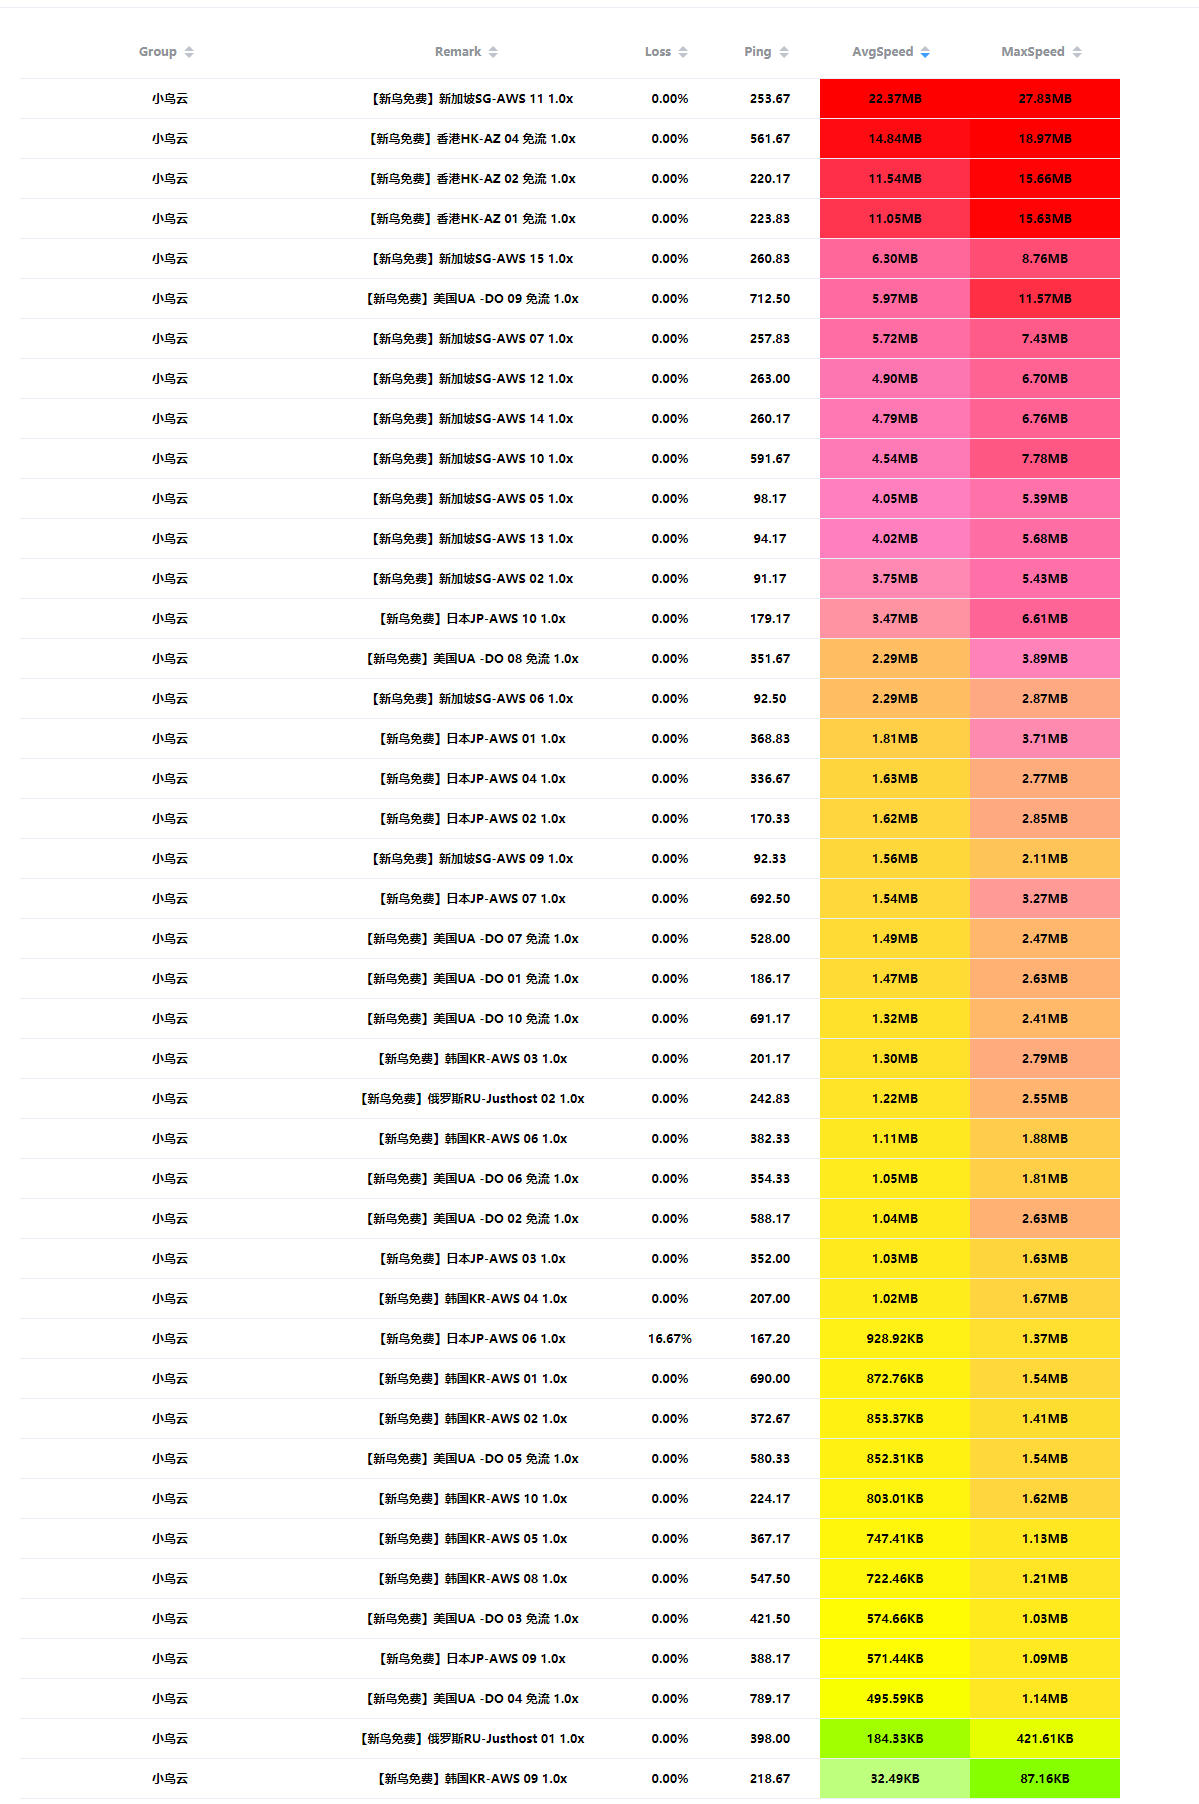 Group Remark Loss Ping AvgSpeed MaxSpeed
小鸟云 【新鸟免费】新加坡SG-AWS 11 1.0x 0.00% 253.67 22.37MB 27.83MB
小鸟云 【新鸟免费】香港HK-AZ 04 免流 1.0x 0.00% 561.67 14.84MB 18.97MB
小鸟云 【新鸟免费】香港HK-AZ 02 免流 1.0x 0.00% 220.17 11.54MB 15.66MB
小鸟云 【新鸟免费】香港HK-AZ 01 免流 1.0x 0.00% 223.83 11.05MB 15.63MB
小鸟云 【新鸟免费】新加坡SG-AWS 15 1.0x 0.00% 260.83 6.30MB 8.76MB
小鸟云 【新鸟免费】美国UA -DO 09 免流 1.0x 0.00% 712.50 5.97MB 11.57MB
小鸟云 【新鸟免费】新加坡SG-AWS 07 1.0x 0.00% 257.83 5.72MB 7.43MB
小鸟云 【新鸟免费】新加坡SG-AWS 12 1.0x 0.00% 263.00 4.90MB 6.70MB
小鸟云 【新鸟免费】新加坡SG-AWS 14 1.0x 0.00% 260.17 4.79MB 6.76MB
小鸟云 【新鸟免费】新加坡SG-AWS 10 1.0x 0.00% 591.67 4.54MB 7.78MB
小鸟云 【新鸟免费】新加坡SG-AWS 05 1.0x 0.00% 98.17 4.05MB 5.39MB
小鸟云 【新鸟免费】新加坡SG-AWS 13 1.0x 0.00% 94.17 4.02MB 5.68MB
小鸟云 【新鸟免费】新加坡SG-AWS 02 1.0x 0.00% 91.17 3.75MB 5.43MB
小鸟云 【新鸟免费】日本JP-AWS 10 1.0x 0.00% 179.17 3.47MB 6.61MB
小鸟云 【新鸟免费】美国UA -DO 08 免流 1.0x 0.00% 351.67 2.29MB 3.89MB
小鸟云 【新鸟免费】新加坡SG-AWS 06 1.0x 0.00% 92.50 2.29MB 2.87MB
小鸟云 【新鸟免费】日本JP-AWS 01 1.0x 0.00% 368.83 1.81MB 3.71MB
小鸟云 【新鸟免费】日本JP-AWS 04 1.0x 0.00% 336.67 1.63MB 2.77MB
小鸟云 【新鸟免费】日本JP-AWS 02 1.0x 0.00% 170.33 1.62MB 2.85MB
小鸟云 【新鸟免费】新加坡SG-AWS 09 1.0x 0.00% 92.33 1.56MB 2.11MB
小鸟云 【新鸟免费】日本JP-AWS 07 1.0x 0.00% 692.50 1.54MB 3.27MB
小鸟云 【新鸟免费】美国UA -DO 07 免流 1.0x 0.00% 528.00 1.49MB 2.47MB
小鸟云 【新鸟免费】美国UA -DO 01 免流 1.0x 0.00% 186.17 1.47MB 2.63MB
小鸟云 【新鸟免费】美国UA -DO 10 免流 1.0x 0.00% 691.17 1.32MB 2.41MB
小鸟云 【新鸟免费】韩国KR-AWS 03 1.0x 0.00% 201.17 1.30MB 2.79MB
小鸟云 【新鸟免费】俄罗斯RU-Justhost 02 1.0x 0.00% 242.83 1.22MB 2.55MB
小鸟云 【新鸟免费】韩国KR-AWS 06 1.0x 0.00% 382.33 1.11MB 1.88MB
小鸟云 【新鸟免费】美国UA -DO 06 免流 1.0x 0.00% 354.33 1.05MB 1.81MB
小鸟云 【新鸟免费】美国UA -DO 02 免流 1.0x 0.00% 588.17 1.04MB 2.63MB
小鸟云 【新鸟免费】日本JP-AWS 03 1.0x 0.00% 352.00 1.03MB 1.63MB
小鸟云 【新鸟免费】韩国KR-AWS 04 1.0x 0.00% 207.00 1.02MB 1.67MB
小鸟云 【新鸟免费】日本JP-AWS 06 1.0x 16.67% 167.20 928.92KB 1.37MB
小鸟云 【新鸟免费】韩国KR-AWS 01 1.0x 0.00% 690.00 872.76KB 1.54MB
小鸟云 【新鸟免费】韩国KR-AWS 02 1.0x 0.00% 372.67 853.37KB 1.41MB
小鸟云 【新鸟免费】美国UA -DO 05 免流 1.0x 0.00% 580.33 852.31KB 1.54MB
小鸟云 【新鸟免费】韩国KR-AWS 10 1.0x 0.00% 224.17 803.01KB 1.62MB
小鸟云 【新鸟免费】韩国KR-AWS 05 1.0x 0.00% 367.17 747.41KB 1.13MB
小鸟云 【新鸟免费】韩国KR-AWS 08 1.0x 0.00% 547.50 722.46KB 1.21MB
小鸟云 【新鸟免费】美国UA -DO 03 免流 1.0x 0.00% 421.50 574.66KB 1.03MB
小鸟云 【新鸟免费】日本JP-AWS 09 1.0x 0.00% 388.17 571.44KB 1.09MB
小鸟云 【新鸟免费】美国UA -DO 04 免流 1.0x 0.00% 789.17 495.59KB 1.14MB
小鸟云 【新鸟免费】俄罗斯RU-Justhost 01 1.0x 0.00% 398.00 184.33KB 421.61KB
小鸟云 【新鸟免费】韩国KR-AWS 09 1.0x 0.00% 218.67 32.49KB 87.16KB